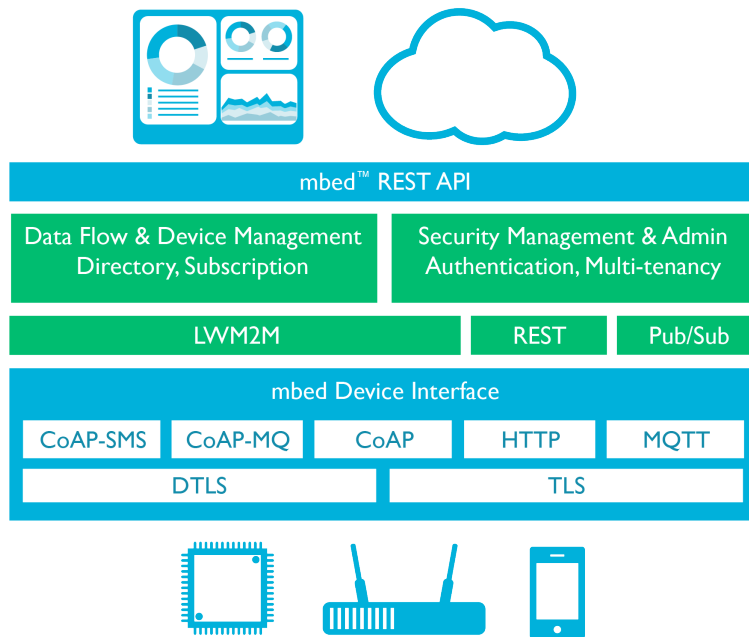 mbed™ REST API
Data Flow & Device Management
Directory, Subscription
Security Management & Admin
Authentication, Multi-tenancy
LWM2M
REST
Pub/Sub
mbed Device Interface
CoAP-SMS
CoAP-MQ
CoAP
HTTP
MQTT
DTLS
TLS